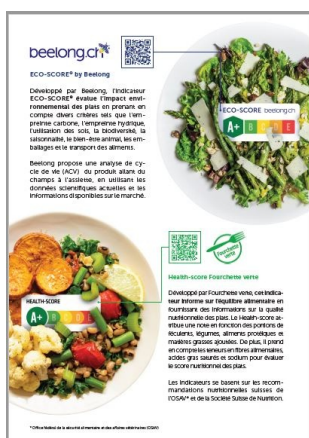 beelong.ch
ECO-SCORE® by Beelong
Développé par Beelong, l'indicateur
ECO-SCORE® évalue l'impact envi-
ronnemental des plats en prenant en
compte divers critères tels que l'em-
preinte carbone, l'empreinte hydrique,
l'utilisation des sols, la biodiversité, la
saisonnalité, le bien-être animal, les em-
ballages et le transport des aliments.
Beelong propose une analyse de cy-
cle de vie (ACV) du produit allant du
champs à l'assiette, en utilisant les
données scientifiques actuelles et les
informations disponibles sur le marché.
ECO-SCORE beelong.ch
A+ B C D E
Fourchette
verte
Health-score Fourchette verte
HEALTH-SCORE
A+ B C D E
Développé par Fourchette verte, cet indica-
teur informe sur l'équilibre alimentaire en
fournissant des informations sur la qualité
nutritionnelle des plats. Le Health-score at-
tribue une note en fonction des portions de
féculents, légumes, aliments protéiques et
matières grasses ajoutées. De plus, il prend
en compte les teneurs en fibres alimentaires,
acides gras saturés et sodium pour évaluer
le score nutritionnel des plats.
Les indicateurs se basent sur les recom-
mandations nutritionnelles suisses de
l'OSAV* et de la Société Suisse de Nutrition.
* Office fédéral de la sécurité alimentaire et des affaires vétérinaires (OSAV)